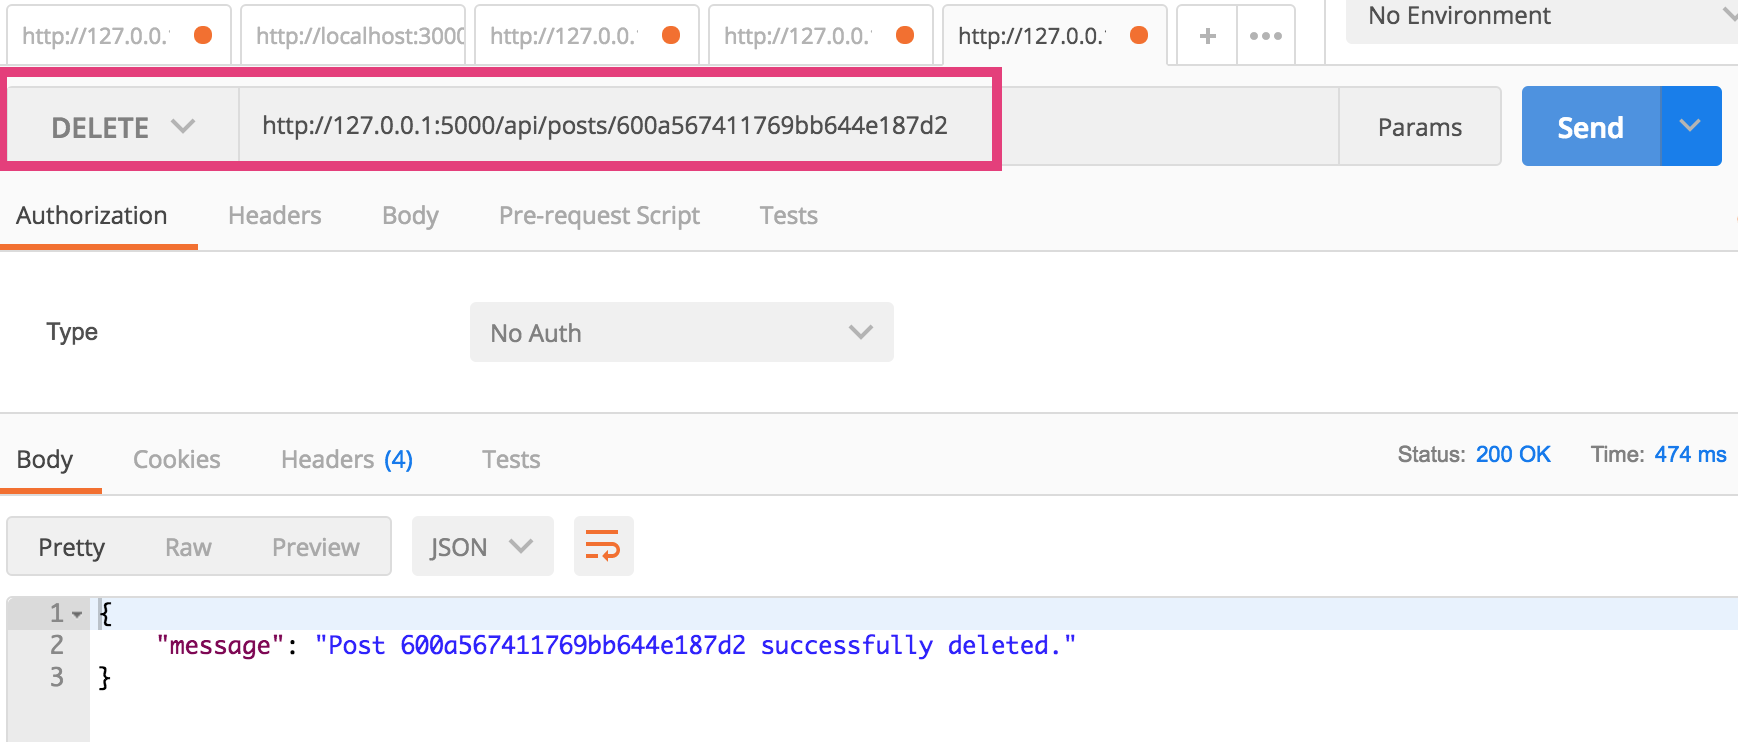 http://127.0.0.
http://localhost:3000
http://127.0.0.
http://127.0.0.
http://127.0.0.
+
No Environment
DELETE
http://127.0.0.1:5000/api/posts/600a567411769bb644e187d2
Params
Send
Authorization
Headers
Body
Pre-request Script
Tests
Type
No Auth
Body
Cookies
Headers (4)
Tests
Status: 200 OK
Time: 474 ms
Pretty
Raw
Preview
JSON
1 {
2 "message": "Post 600a567411769bb644e187d2 successfully deleted."
3 }